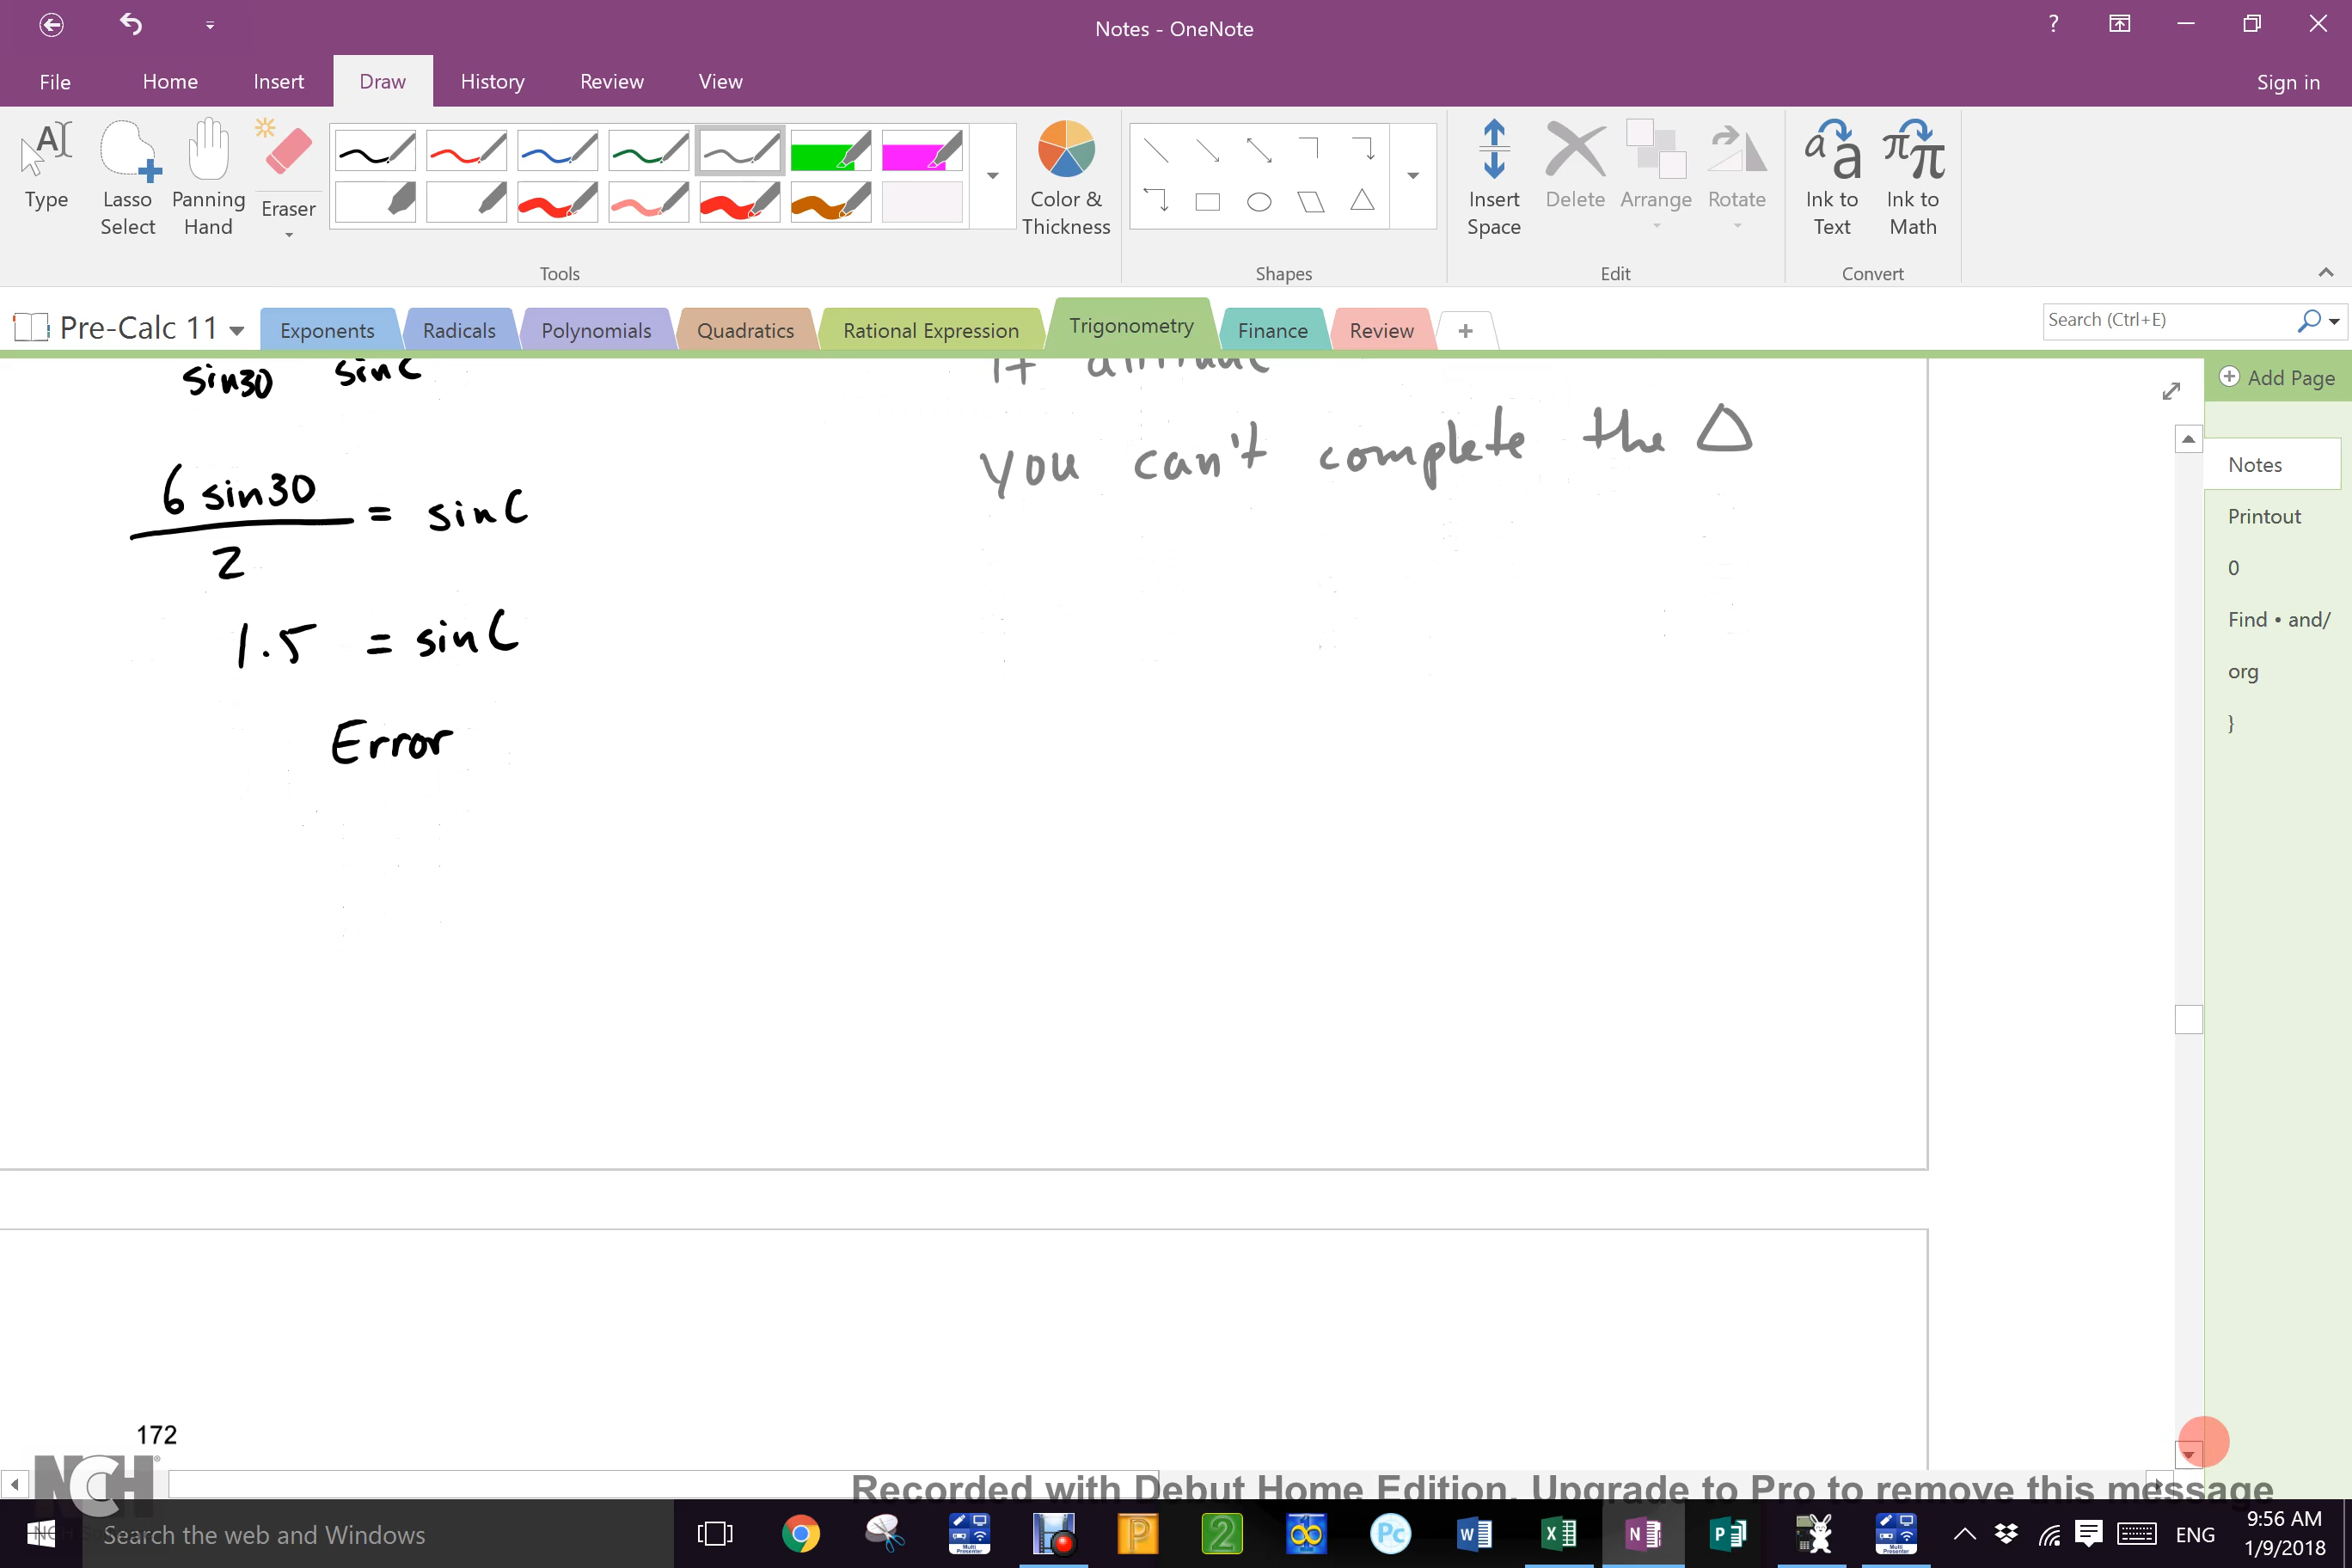 Notes - OneNote
?
File Home Insert Draw History Review View
Sign in
Type
Lasso Select
Panning Hand
Eraser
Color & Thickness
Insert Space
Delete
Arrange
Rotate
Ink to Text
Ink to Math
Tools
Shapes
Edit
Convert
Pre-Calc 11
Exponents Radicals Polynomials Quadratics Rational Expression Trigonometry Finance Review +
Search (Ctrl+E)
Add Page
Notes
Printout
0
Find • and/
org
}
sin30 sinC
6 sin30 / 2 = sinC
1.5 = sinC
Error
If altitude
you can't complete the △
172
NCH
Recorded with Debut Home Edition. Upgrade to Pro to remove this message
Search the web and Windows
ENG
9:56 AM
1/9/2018